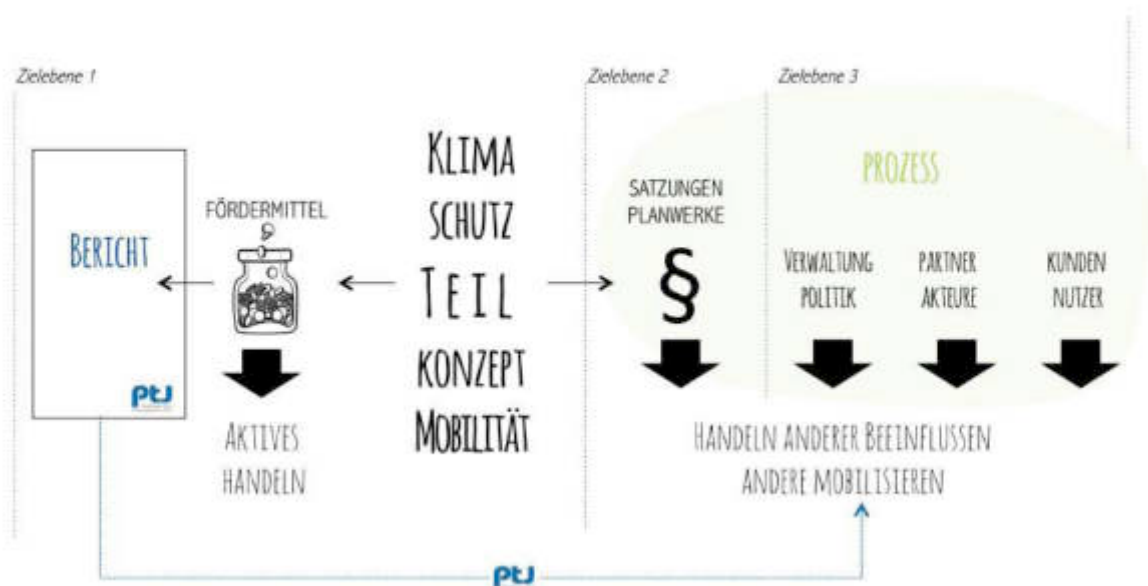 Zielebene 1
Zielebene 2
Zielebene 3
BERICHT
ptJ
FÖRDERMITTEL
AKTIVES
HANDELN
KLIMA
SCHUTZ
TEIL
KONZEPT
MOBILITÄT
SATZUNGEN
PLANWERKE
§
PROZESS
VERWALTUNG
POLITIK
PARTNER
AKTEURE
KUNDEN
NUTZER
HANDELN ANDERER BEEINFLUSSEN
ANDERE MOBILISIEREN
ptJ